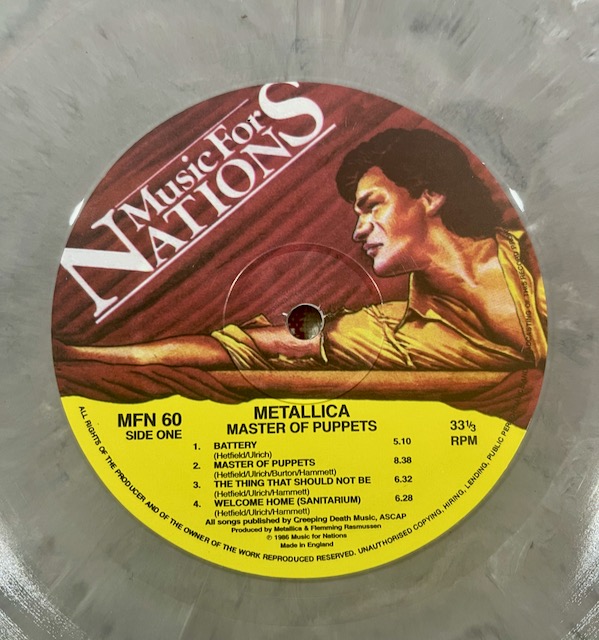 Music For
NATIONS
MFN 60
SIDE ONE
METALLICA
MASTER OF PUPPETS
33⅓
RPM
1. BATTERY 5.10
(Hetfield/Ulrich)
2. MASTER OF PUPPETS 8.38
(Hetfield/Ulrich/Burton/Hammett)
3. THE THING THAT SHOULD NOT BE 6.32
(Hetfield/Ulrich/Hammett)
4. WELCOME HOME (SANITARIUM) 6.28
(Hetfield/Ulrich/Hammett)
All songs published by Creeping Death Music, ASCAP
Produced by Metallica & Flemming Rasmussen
℗ 1986 Music for Nations
Made in England
ALL RIGHTS OF THE PRODUCER AND OF THE OWNER OF THE WORK REPRODUCED RESERVED. UNAUTHORISED COPYING, HIRING, LENDING, PUBLIC